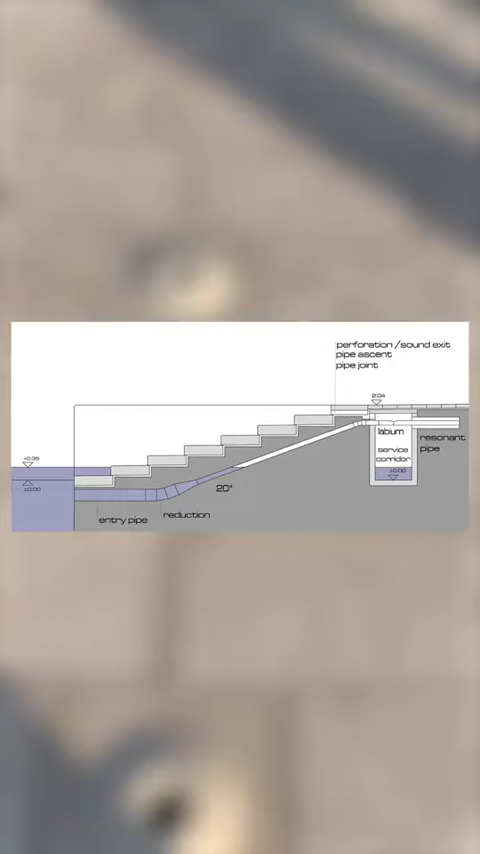 perforation /sound exit
pipe ascent
pipe joint
2.04
labium
resonant
pipe
service
corridor
±0.00
+0.35
±0.00
20°
entry pipe
reduction